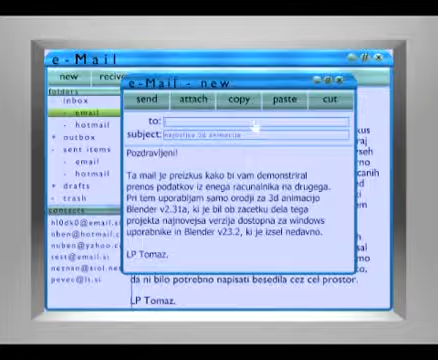 e-Mail
new
folders
- inbox
- email
- hotmail
+ outbox
- sent items
- email
- hotmail
+ drafts
- trash
contacts
e-Mail - new
send attach copy paste cut
to:
subject: najboljsa 3d animacija
Pozdravljeni!
Ta mail je preizkus kako bi vam demonstriral
prenos podatkov iz enega racunalnika na drugega.
Pri tem uporabljam samo orodji za 3d animacijo
Blender v2.31a, ki je bil ob zacetku dela tega
projekta najnovejsa verzija dostopna za windows
uporabnike in Blender v23.2, ki je izsel nedavno.
LP Tomaz.
da ni bilo potrebno napisati besedila cez cel prostor.
LP Tomaz.